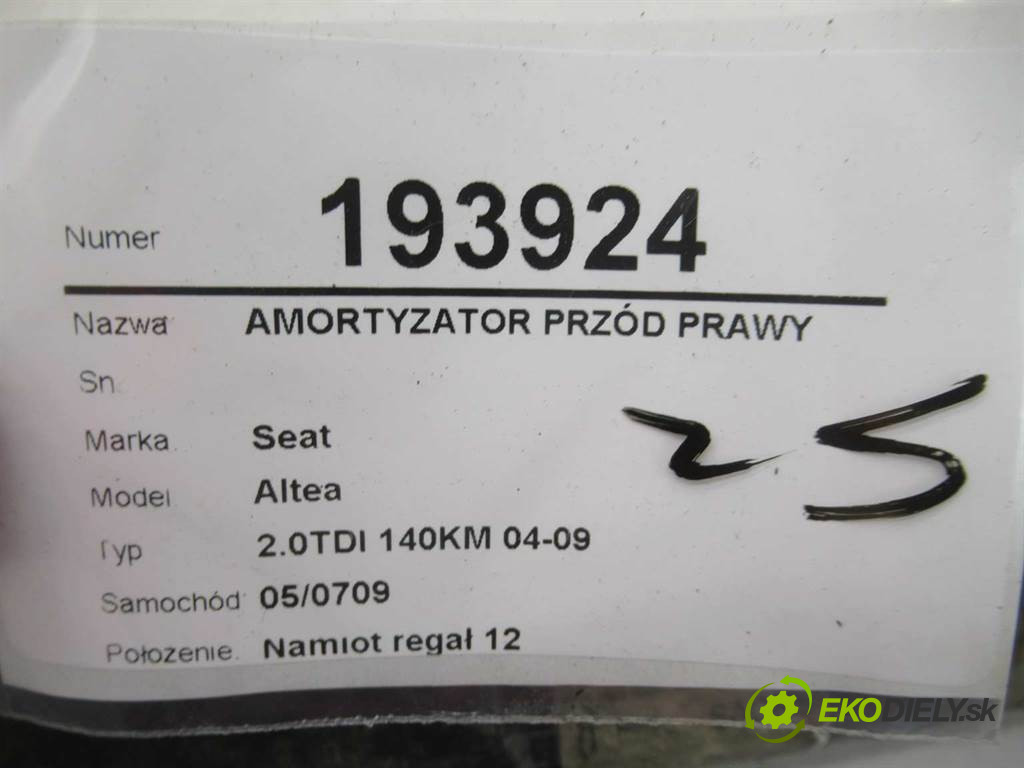 Numer 193924
Nazwa AMORTYZATOR PRZÓD PRAWY
Sn.
Marka Seat
Model Altea
Typ 2.0TDI 140KM 04-09
Samochód 05/0709
Położenie. Namiot regał 12
25
EKODIELY.sk